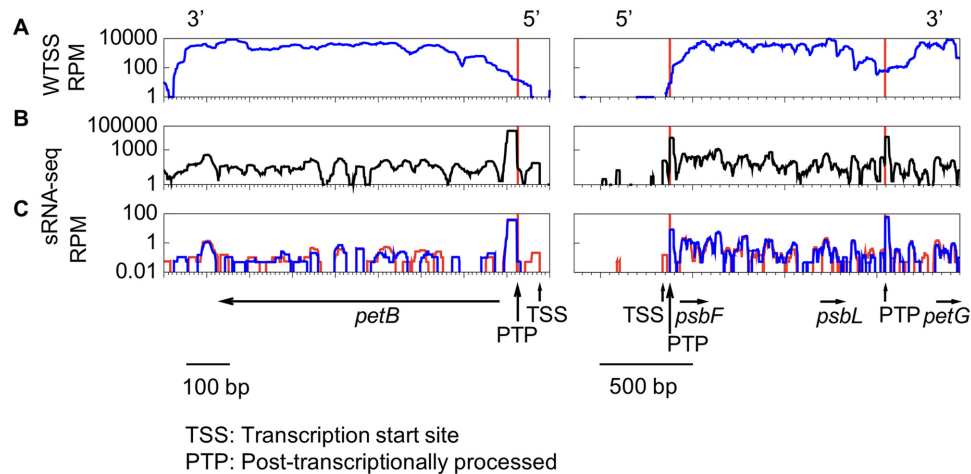 3’ 5’ 5’ 3’
A
WTSS
RPM
10000
100
1
B
100000
1000
1
sRNA-seq
RPM
C
100
1
0.01
petB
PTP
TSS
TSS
PTP
psbF
psbL
PTP
petG
100 bp
500 bp
TSS: Transcription start site
PTP: Post-transcriptionally processed